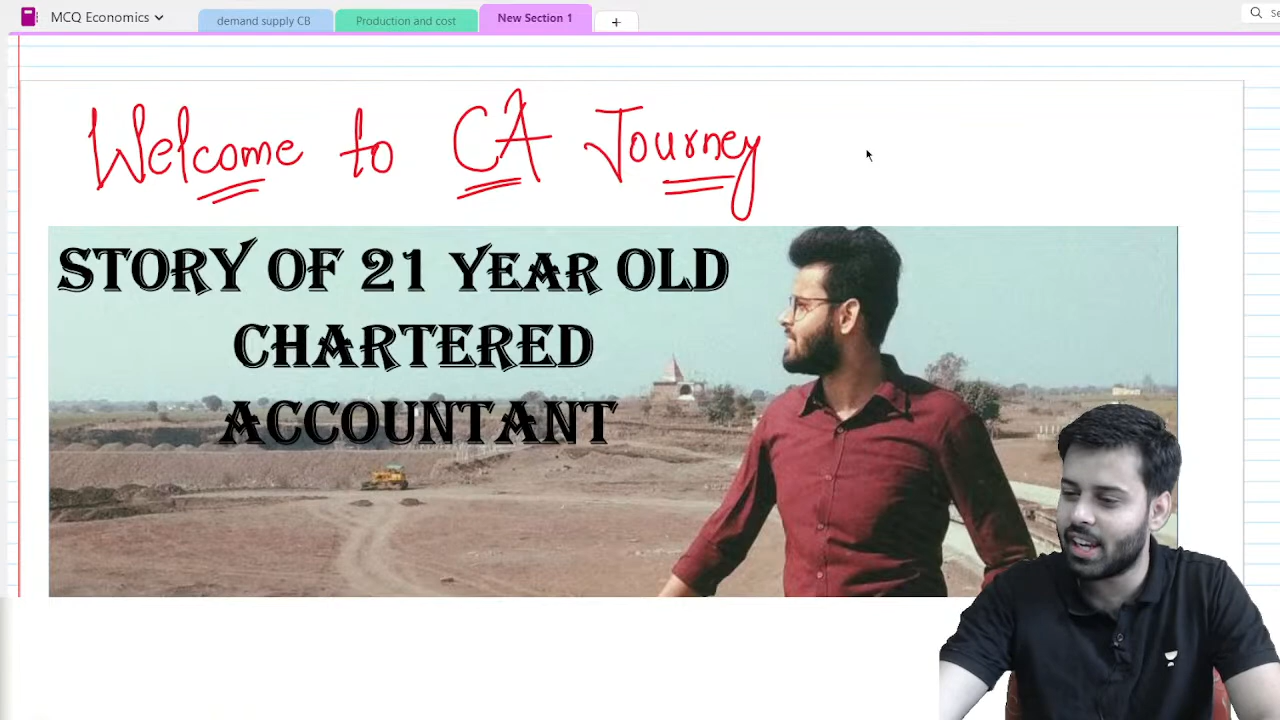 MCQ Economics
demand supply CB
Production and cost
New Section 1
+
Se
Welcome to CA Journey
STORY OF 21 YEAR OLD
CHARTERED
ACCOUNTANT